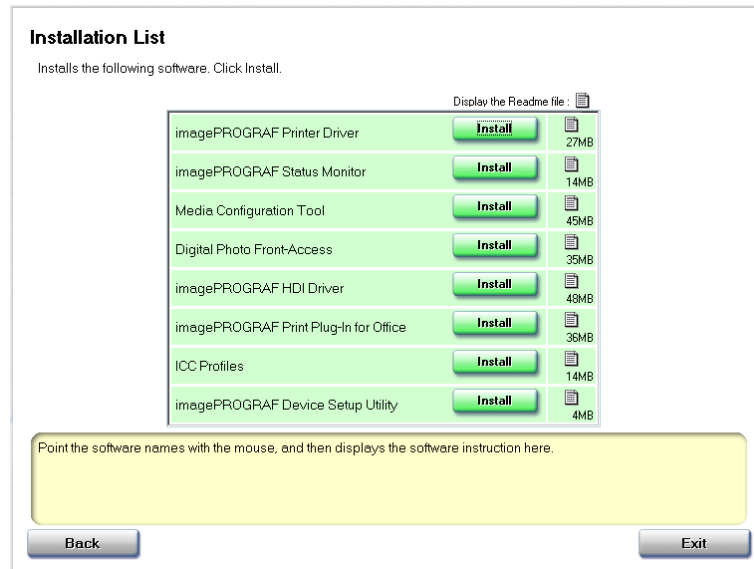 Installation List
Installs the following software. Click Install.
Display the Readme file :
imagePROGRAF Printer Driver Install 27MB
imagePROGRAF Status Monitor Install 14MB
Media Configuration Tool Install 45MB
Digital Photo Front-Access Install 35MB
imagePROGRAF HDI Driver Install 48MB
imagePROGRAF Print Plug-In for Office Install 36MB
ICC Profiles Install 14MB
imagePROGRAF Device Setup Utility Install 4MB
Point the software names with the mouse, and then displays the software instruction here.
Back Exit